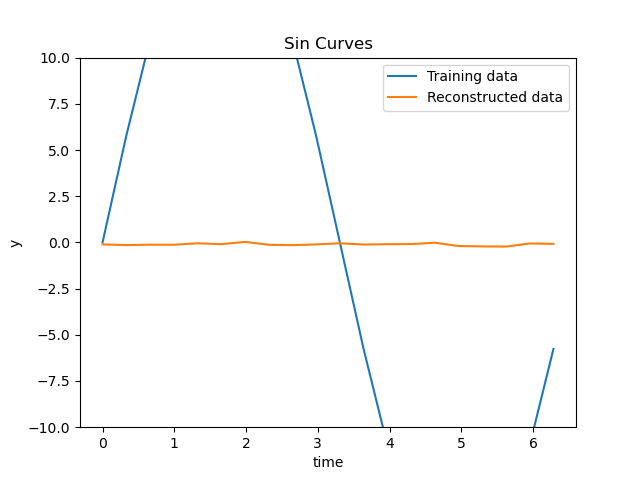 Sin Curves
Training data
Reconstructed data
10.0
7.5
5.0
2.5
0.0
−2.5
−5.0
−7.5
−10.0
y
0 1 2 3 4 5 6
time